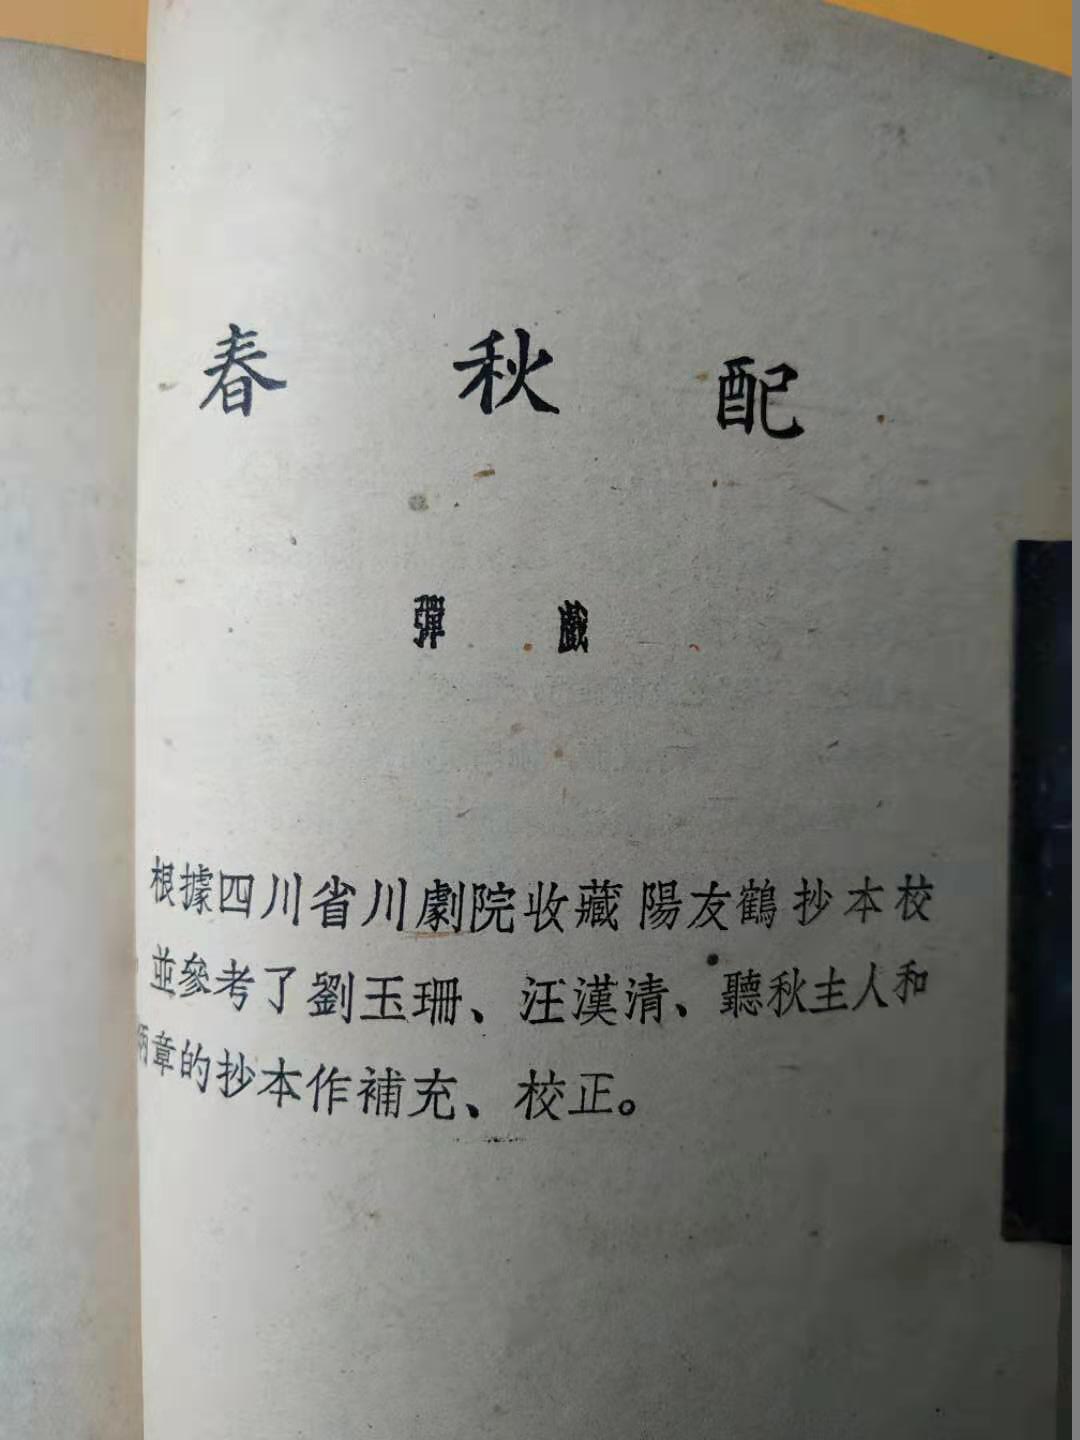 春秋配
彈戲
根據四川省川劇院收藏陽友鶴抄本校
並參考了劉玉珊、汪漢清、聽秋主人和
章的抄本作補充、校正。